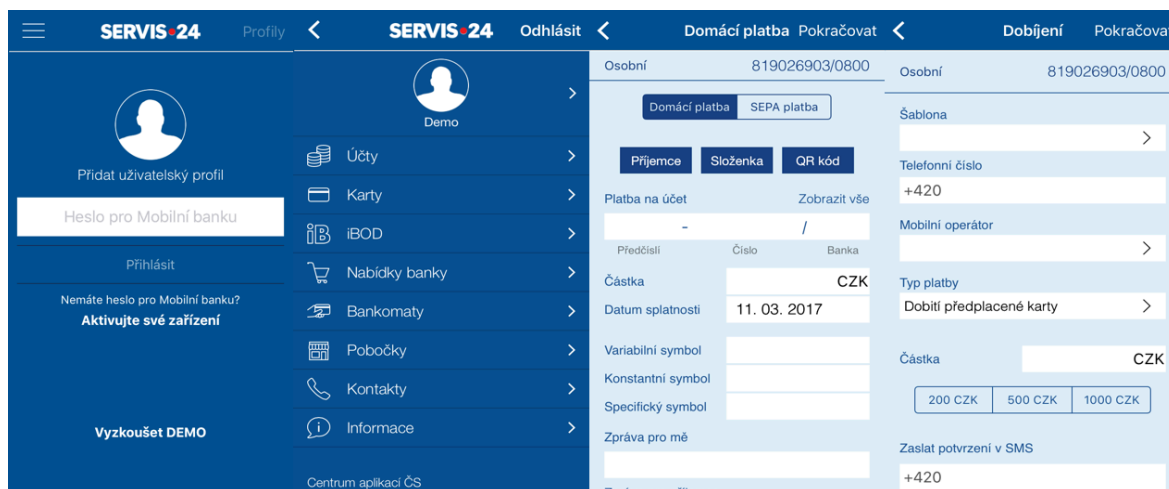 SERVIS 24 Profily
Přidat uživatelský profil
Heslo pro Mobilní banku
Přihlásit
Nemáte heslo pro Mobilní banku?
Aktivujte své zařízení
Vyzkoušet DEMO
SERVIS 24 Odhlásit
Demo
Účty
Karty
iB iBOD
Nabídky banky
Bankomaty
Pobočky
Kontakty
Informace
Centrum aplikací ČS
Domácí platba Pokračovat
Osobní 819026903/0800
Domácí platba SEPA platba
Příjemce Složenka QR kód
Platba na účet Zobrazit vše
- /
Předčíslí Číslo Banka
Částka CZK
Datum splatnosti 11. 03. 2017
Variabilní symbol
Konstantní symbol
Specifický symbol
Zpráva pro mě
Dobíjení Pokračovat
Osobní 819026903/0800
Šablona
Telefonní číslo
+420
Mobilní operátor
Typ platby
Dobití předplacené karty
Částka CZK
200 CZK 500 CZK 1000 CZK
Zaslat potvrzení v SMS
+420